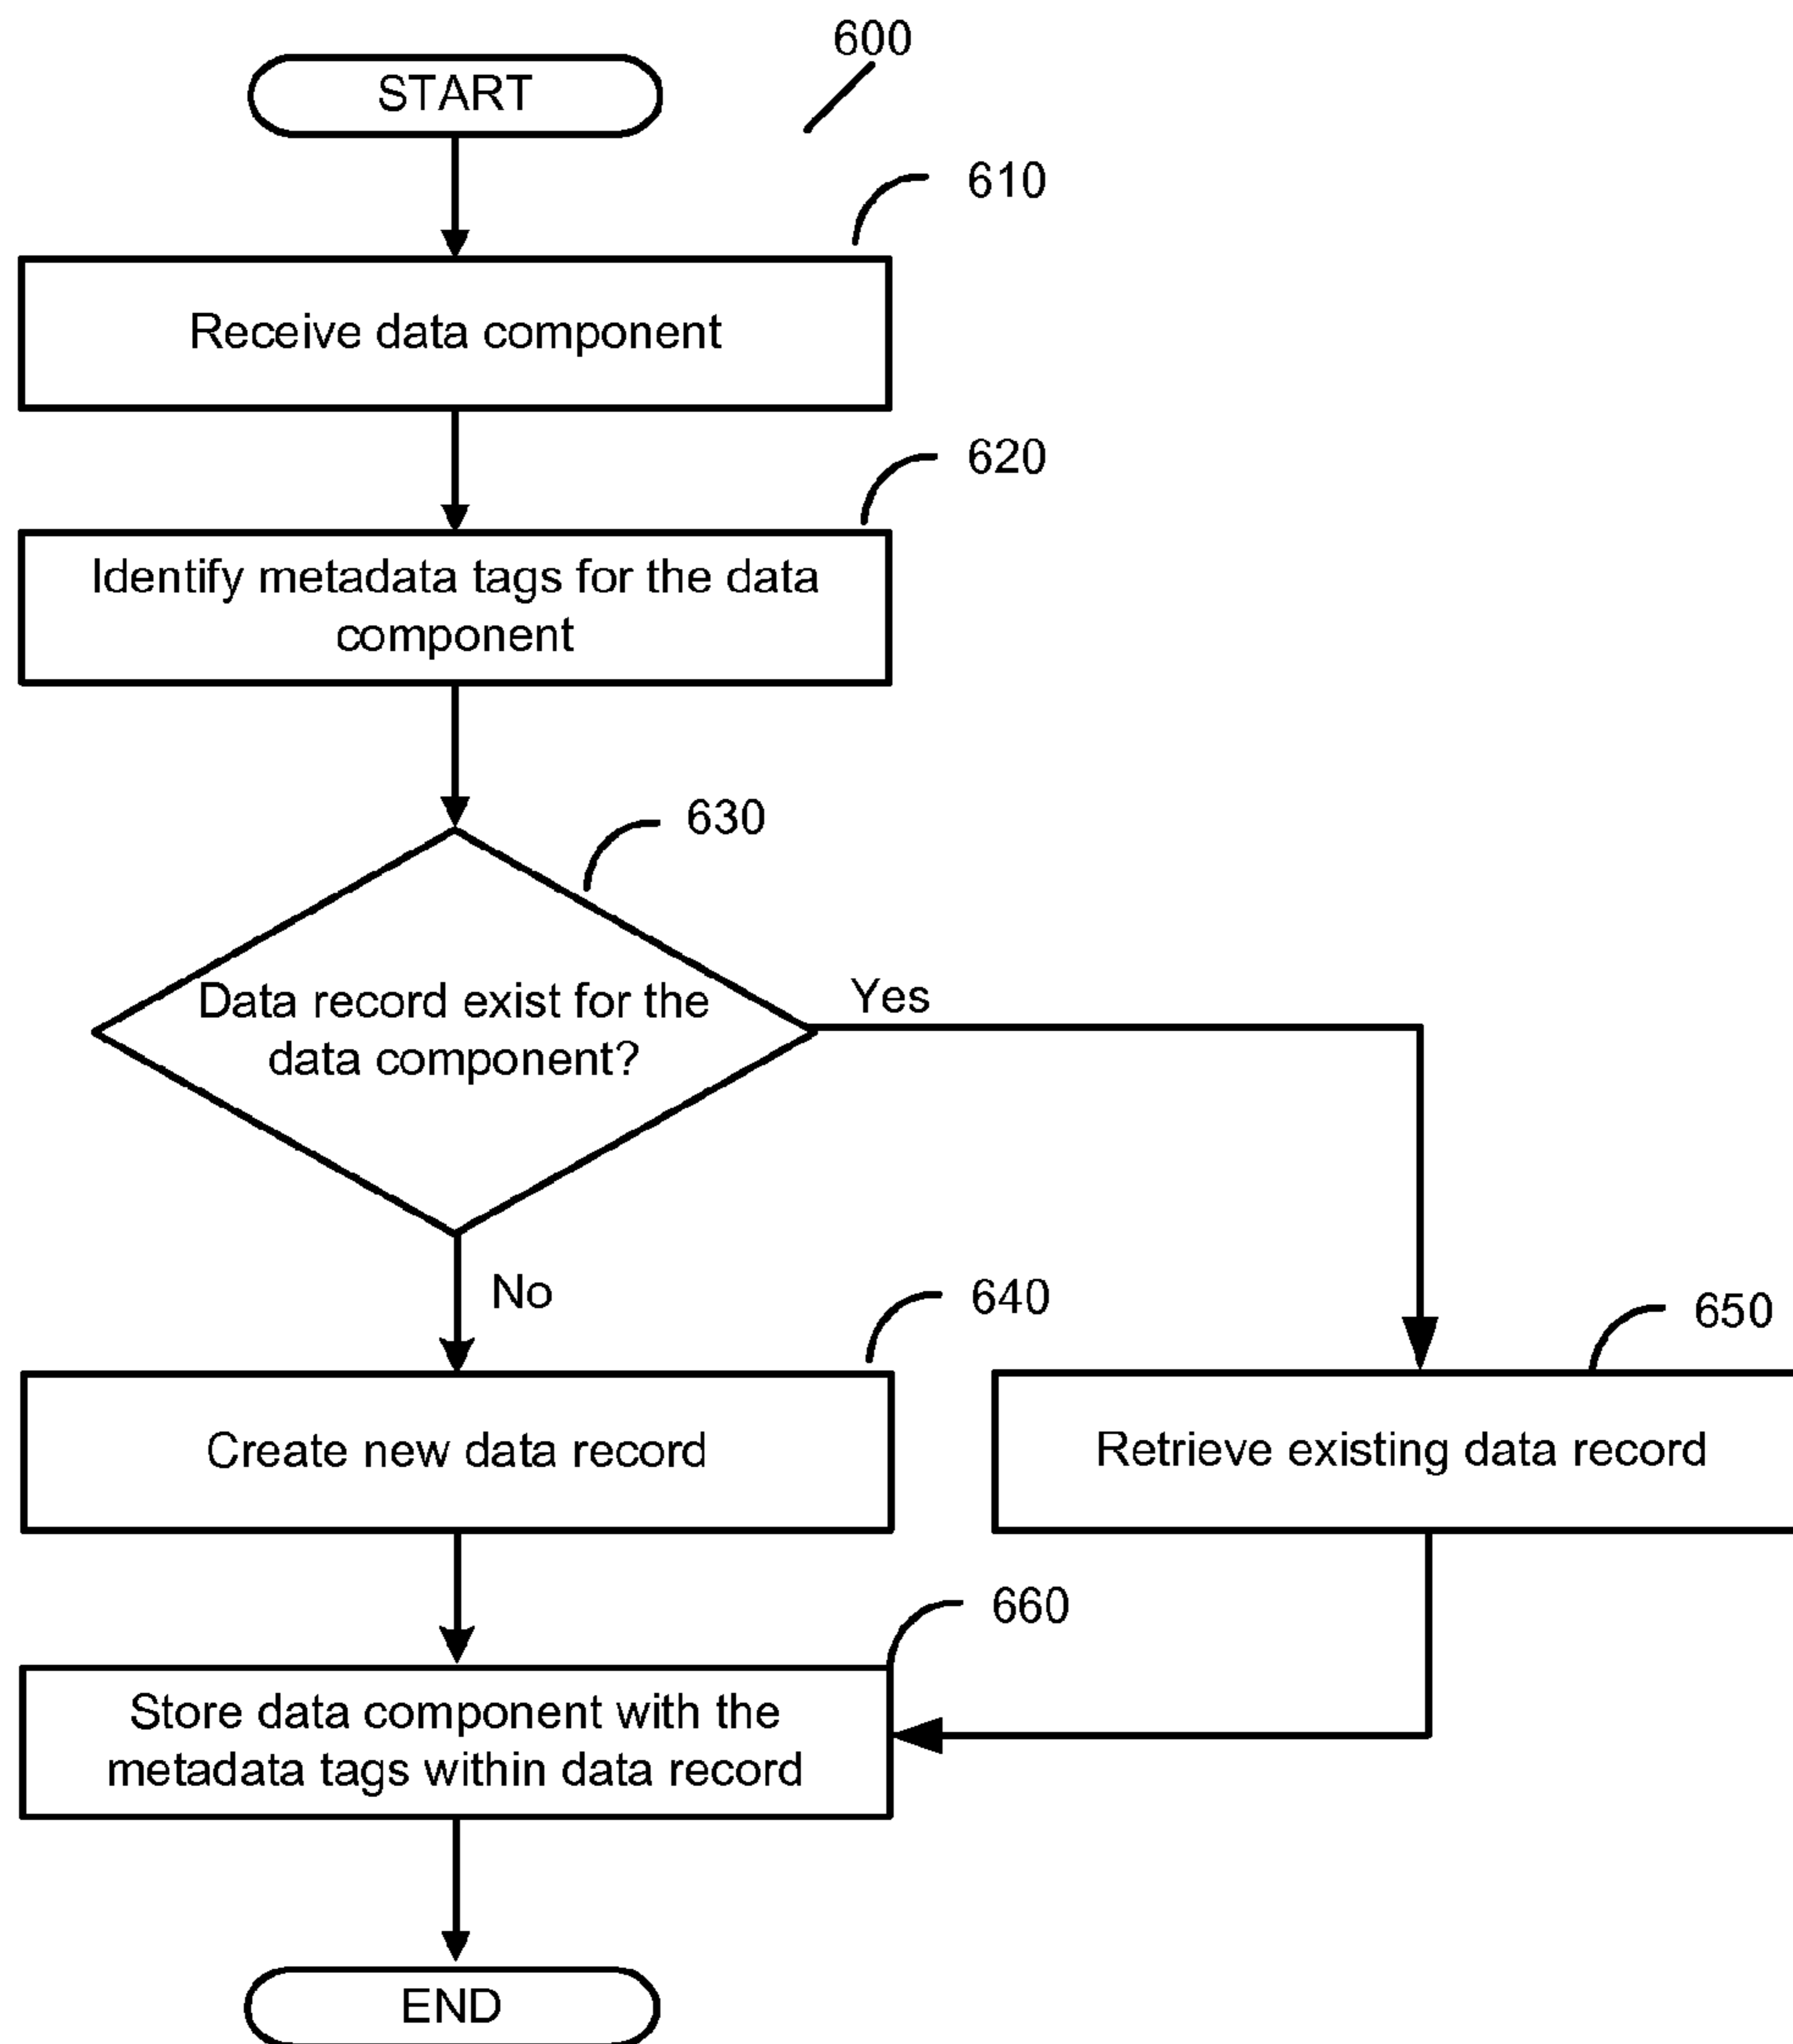 START
600
610
Receive data component
620
Identify metadata tags for the data
component
630
Data record exist for the
data component?
Yes
No
640
650
Create new data record
Retrieve existing data record
660
Store data component with the
metadata tags within data record
END